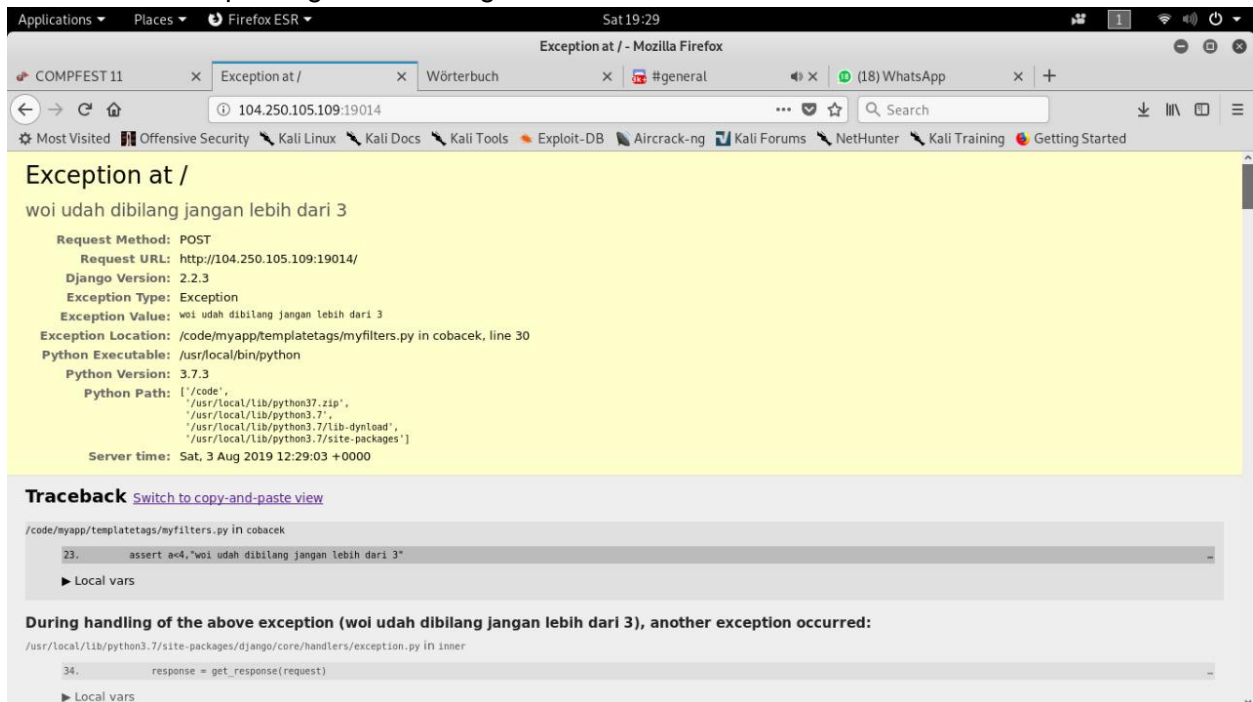 Applications Places Firefox ESR Sat 19:29 1
Exception at / - Mozilla Firefox
COMPFEST 11 Exception at / Wörterbuch #general (18) WhatsApp
104.250.105.109:19014 Search
Most Visited Offensive Security Kali Linux Kali Docs Kali Tools Exploit-DB Aircrack-ng Kali Forums NetHunter Kali Training Getting Started
Exception at /
woi udah dibilang jangan lebih dari 3
Request Method: POST
Request URL: http://104.250.105.109:19014/
Django Version: 2.2.3
Exception Type: Exception
Exception Value: woi udah dibilang jangan lebih dari 3
Exception Location: /code/myapp/templatetags/myfilters.py in cobacek, line 30
Python Executable: /usr/local/bin/python
Python Version: 3.7.3
Python Path: ['/code',
'/usr/local/lib/python37.zip',
'/usr/local/lib/python3.7',
'/usr/local/lib/python3.7/lib-dynload',
'/usr/local/lib/python3.7/site-packages']
Server time: Sat, 3 Aug 2019 12:29:03 +0000
Traceback Switch to copy-and-paste view
/code/myapp/templatetags/myfilters.py in cobacek
23. assert a<4,"woi udah dibilang jangan lebih dari 3" …
▶ Local vars
During handling of the above exception (woi udah dibilang jangan lebih dari 3), another exception occurred:
/usr/local/lib/python3.7/site-packages/django/core/handlers/exception.py in inner
34. response = get_response(request) …
▶ Local vars